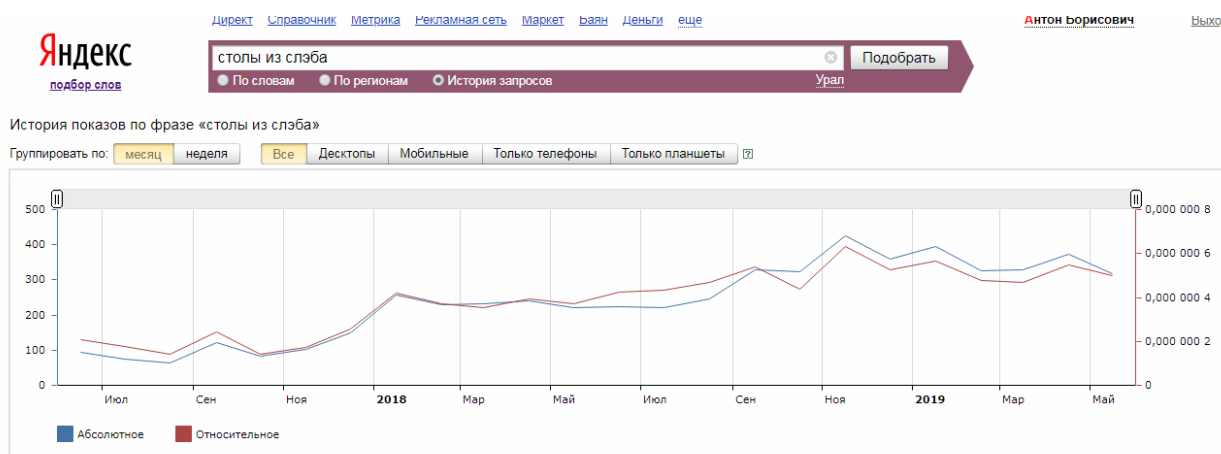 Директ Справочник Метрика Рекламная сеть Маркет Баян Деньги еще Антон Борисович
Яндекс
подбор слов
столы из слэба Подобрать
По словам По регионам История запросов Урал
История показов по фразе «столы из слэба»
Группировать по: месяц неделя Все Десктопы Мобильные Только телефоны Только планшеты ?
500 0,000 000 8
400
0,000 000 6
300
0,000 000 4
200
0,000 000 2
100
0 0
Июл Сен Ноя 2018 Мар Май Июл Сен Ноя 2019 Мар Май
Абсолютное Относительное